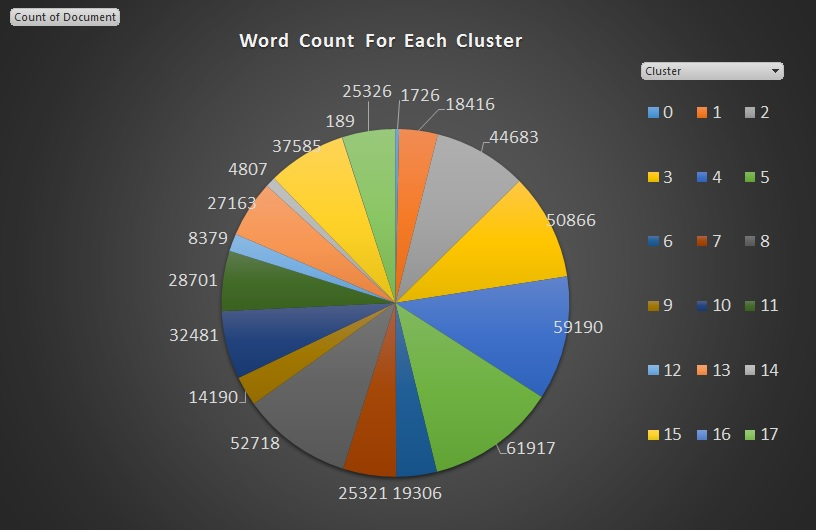 Count of Document
Word Count For Each Cluster
Cluster
0 1 2
3 4 5
6 7 8
9 10 11
12 13 14
15 16 17
25326 1726 18416
189 44683
37585
4807
27163 50866
8379
28701
32481 59190
14190
52718 61917
25321 19306